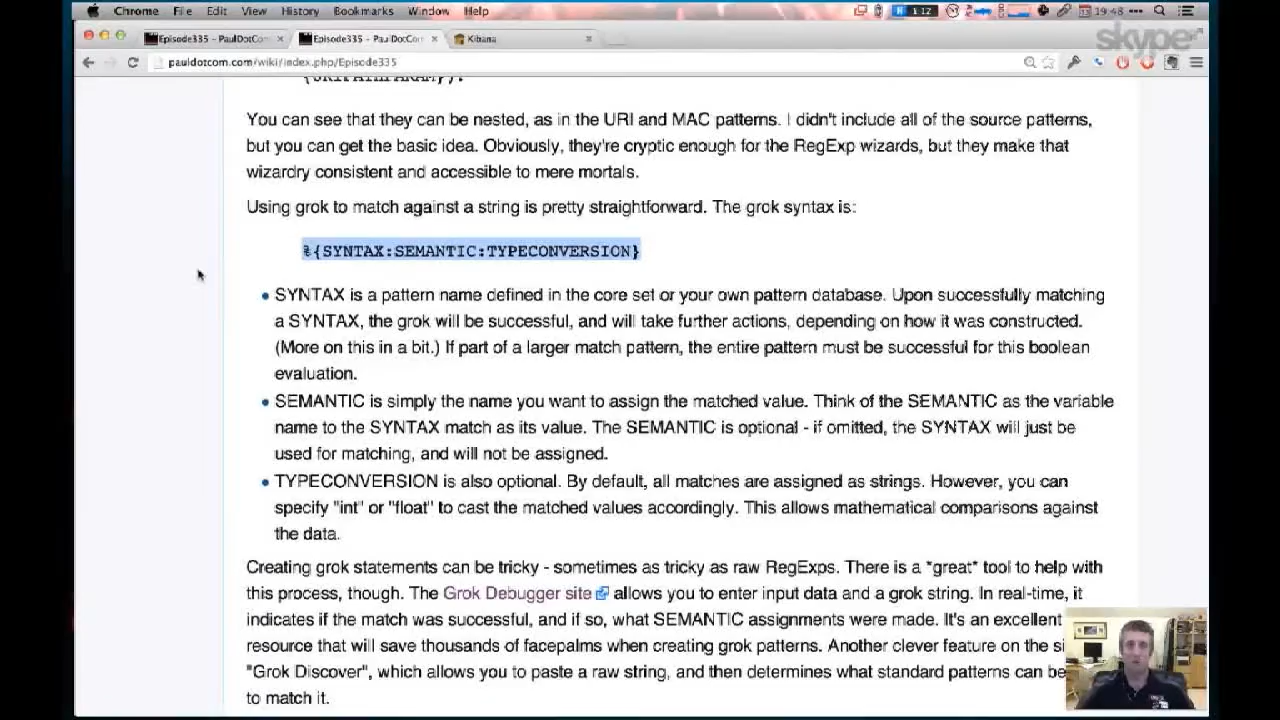 Chrome File Edit View History Bookmarks Window Help 1:12 19:48
skype
Episode335 - PaulDotCom Episode335 - PaulDotCom Kibana
pauldotcom.com/wiki/index.php/Episode335
You can see that they can be nested, as in the URI and MAC patterns. I didn't include all of the source patterns,
but you can get the basic idea. Obviously, they're cryptic enough for the RegExp wizards, but they make that
wizardry consistent and accessible to mere mortals.
Using grok to match against a string is pretty straightforward. The grok syntax is:
%{SYNTAX:SEMANTIC:TYPECONVERSION}
• SYNTAX is a pattern name defined in the core set or your own pattern database. Upon successfully matching
a SYNTAX, the grok will be successful, and will take further actions, depending on how it was constructed.
(More on this in a bit.) If part of a larger match pattern, the entire pattern must be successful for this boolean
evaluation.
• SEMANTIC is simply the name you want to assign the matched value. Think of the SEMANTIC as the variable
name to the SYNTAX match as its value. The SEMANTIC is optional - if omitted, the SYNTAX will just be
used for matching, and will not be assigned.
• TYPECONVERSION is also optional. By default, all matches are assigned as strings. However, you can
specify "int" or "float" to cast the matched values accordingly. This allows mathematical comparisons against
the data.
Creating grok statements can be tricky - sometimes as tricky as raw RegExps. There is a *great* tool to help with
this process, though. The Grok Debugger site allows you to enter input data and a grok string. In real-time, it
indicates if the match was successful, and if so, what SEMANTIC assignments were made. It's an excellent
resource that will save thousands of facepalms when creating grok patterns. Another clever feature on the si
"Grok Discover", which allows you to paste a raw string, and then determines what standard patterns can be
to match it.